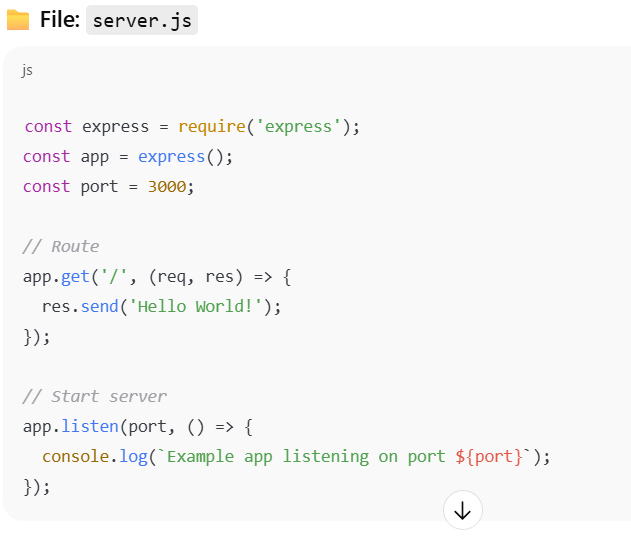 File: server.js
js
const express = require('express');
const app = express();
const port = 3000;
// Route
app.get('/', (req, res) => {
  res.send('Hello World!');
});
// Start server
app.listen(port, () => {
  console.log(`Example app listening on port ${port}`);
});